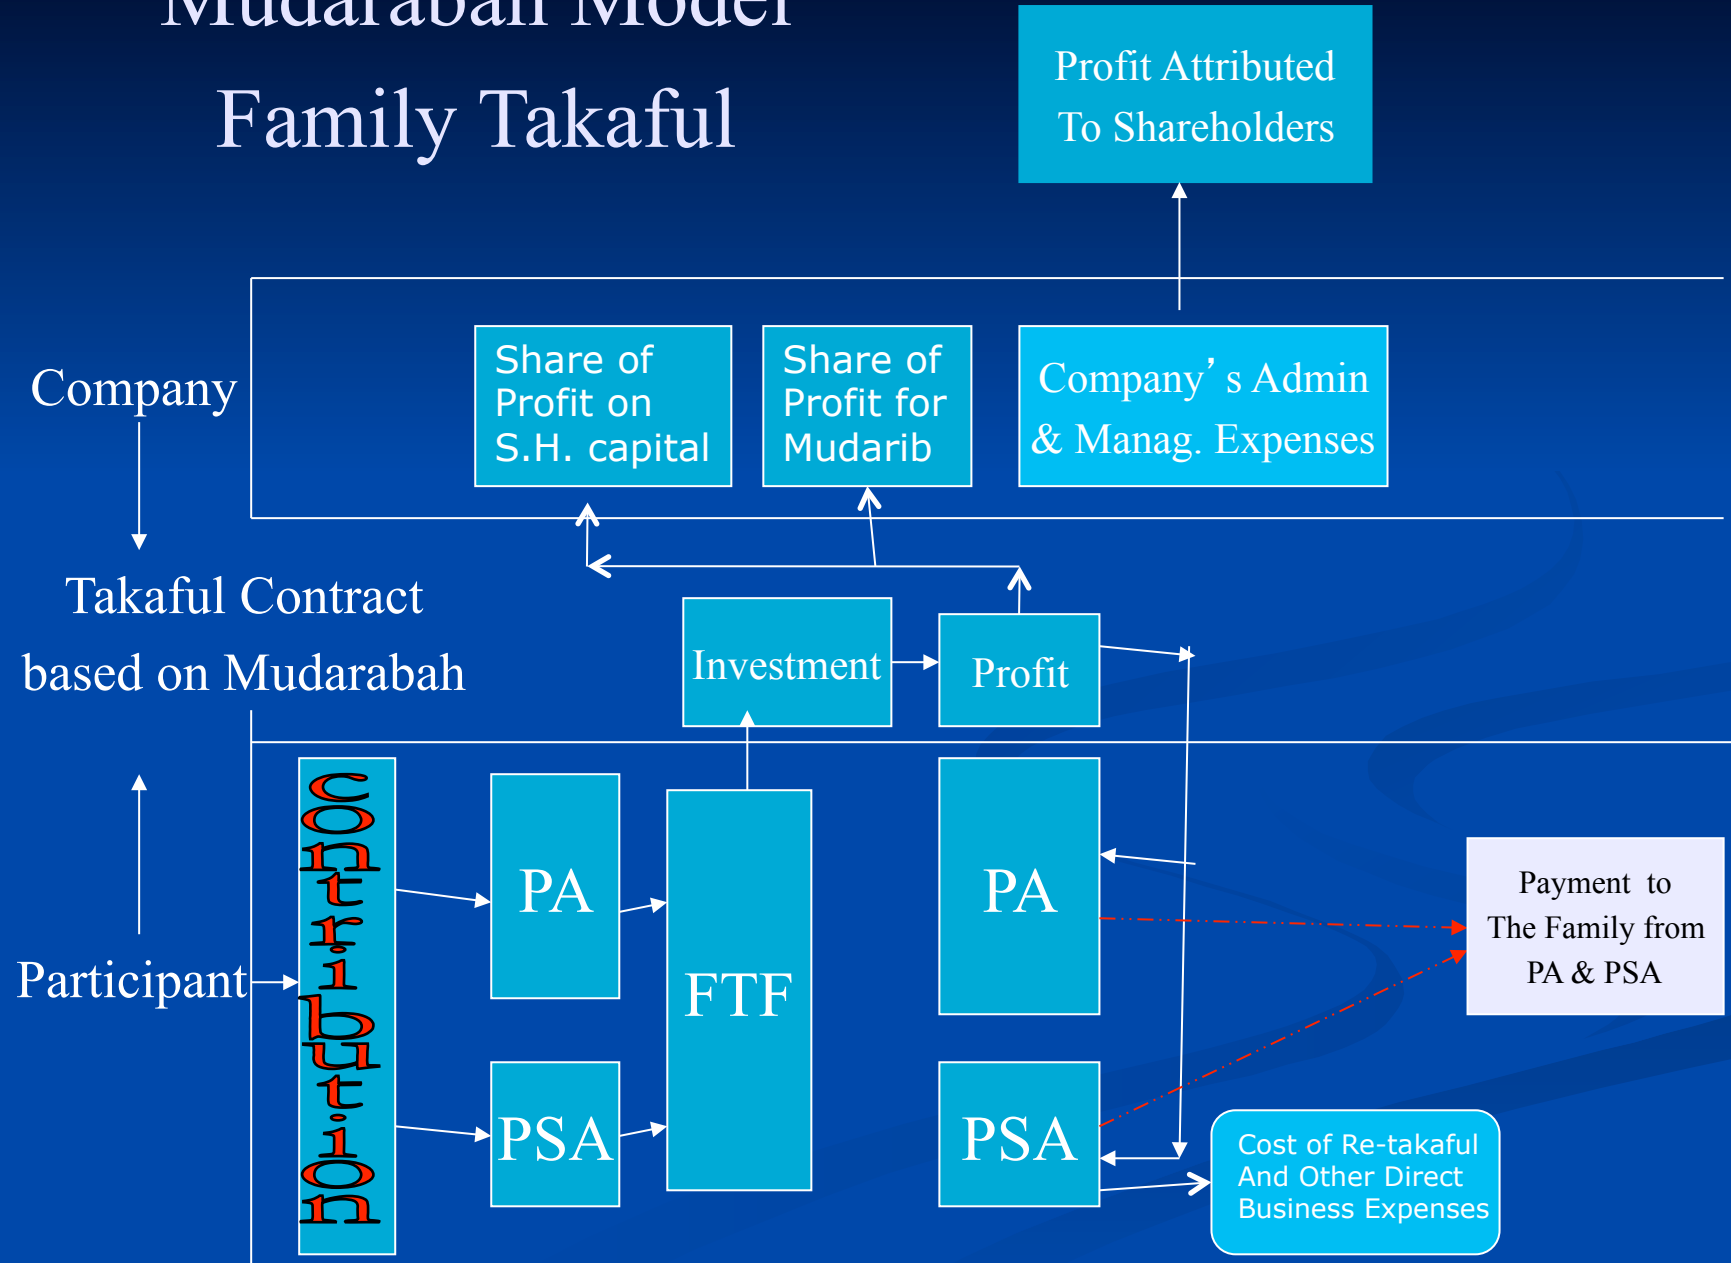 Mudarabah Model
Family Takaful
Profit Attributed
To Shareholders
Company
Share of
Profit on
S.H. capital
Share of
Profit for
Mudarib
Company’s Admin
& Manag. Expenses
Takaful Contract
based on Mudarabah
Investment
Profit
Participant
contribution
PA
PSA
FTF
PA
PSA
Payment to
The Family from
PA & PSA
Cost of Re-takaful
And Other Direct
Business Expenses